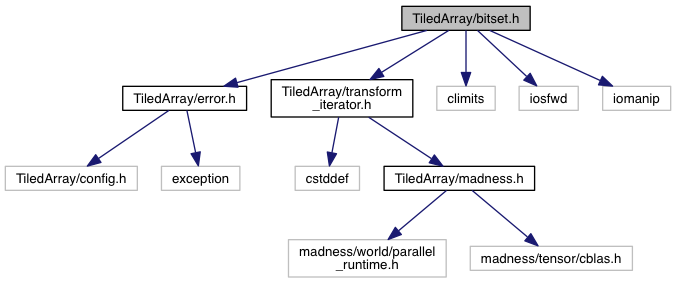 TiledArray/bitset.h
TiledArray/error.h
TiledArray/transform
_iterator.h
climits
iosfwd
iomanip
TiledArray/config.h
exception
cstddef
TiledArray/madness.h
madness/world/parallel
_runtime.h
madness/tensor/cblas.h